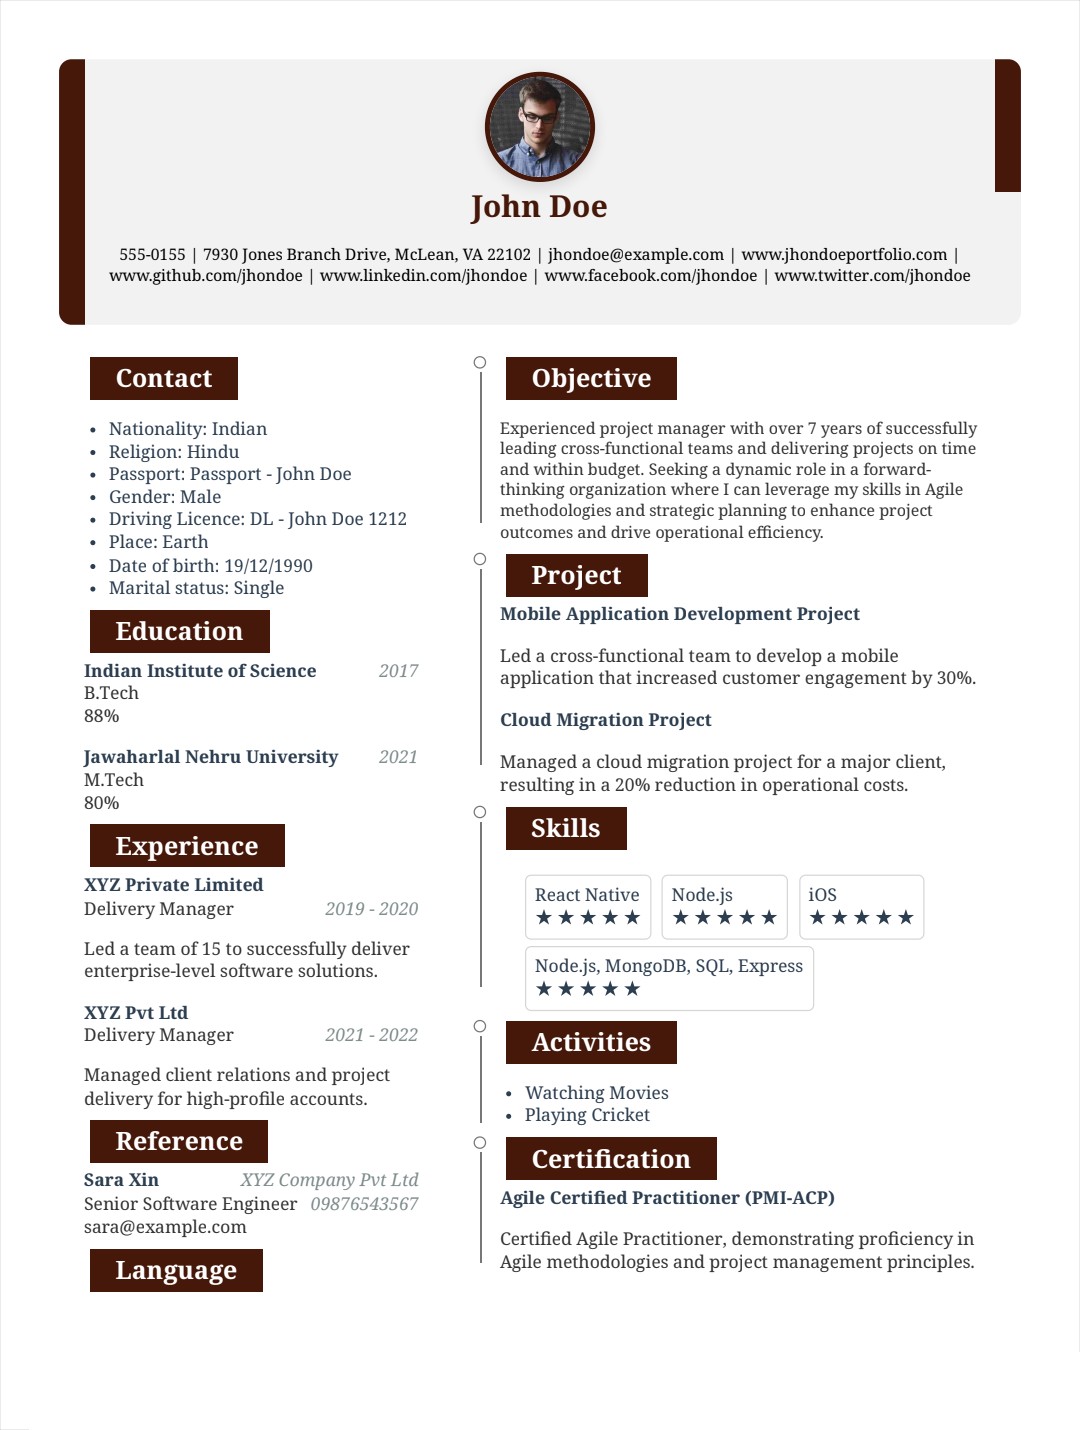 John Doe
555-0155 | 7930 Jones Branch Drive, McLean, VA 22102 | jhondoe@example.com | www.jhondoeportfolio.com |
www.github.com/jhondoe | www.linkedin.com/jhondoe | www.facebook.com/jhondoe | www.twitter.com/jhondoe
Contact
• Nationality: Indian
• Religion: Hindu
• Passport: Passport - John Doe
• Gender: Male
• Driving Licence: DL - John Doe 1212
• Place: Earth
• Date of birth: 19/12/1990
• Marital status: Single
Education
Indian Institute of Science 2017
B.Tech
88%
Jawaharlal Nehru University 2021
M.Tech
80%
Experience
XYZ Private Limited
Delivery Manager 2019 - 2020
Led a team of 15 to successfully deliver
enterprise-level software solutions.
XYZ Pvt Ltd
Delivery Manager 2021 - 2022
Managed client relations and project
delivery for high-profile accounts.
Reference
Sara Xin XYZ Company Pvt Ltd
Senior Software Engineer 09876543567
sara@example.com
Language
Objective
Experienced project manager with over 7 years of successfully
leading cross-functional teams and delivering projects on time
and within budget. Seeking a dynamic role in a forward-
thinking organization where I can leverage my skills in Agile
methodologies and strategic planning to enhance project
outcomes and drive operational efficiency.
Project
Mobile Application Development Project
Led a cross-functional team to develop a mobile
application that increased customer engagement by 30%.
Cloud Migration Project
Managed a cloud migration project for a major client,
resulting in a 20% reduction in operational costs.
Skills
React Native Node.js iOS
★★★★★ ★★★★★ ★★★★★
Node.js, MongoDB, SQL, Express
★★★★★
Activities
• Watching Movies
• Playing Cricket
Certification
Agile Certified Practitioner (PMI-ACP)
Certified Agile Practitioner, demonstrating proficiency in
Agile methodologies and project management principles.